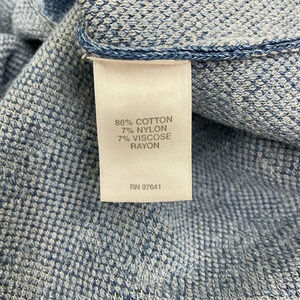 86% COTTON
7% NYLON
7% VISCOSE
RAYON
RN 97641